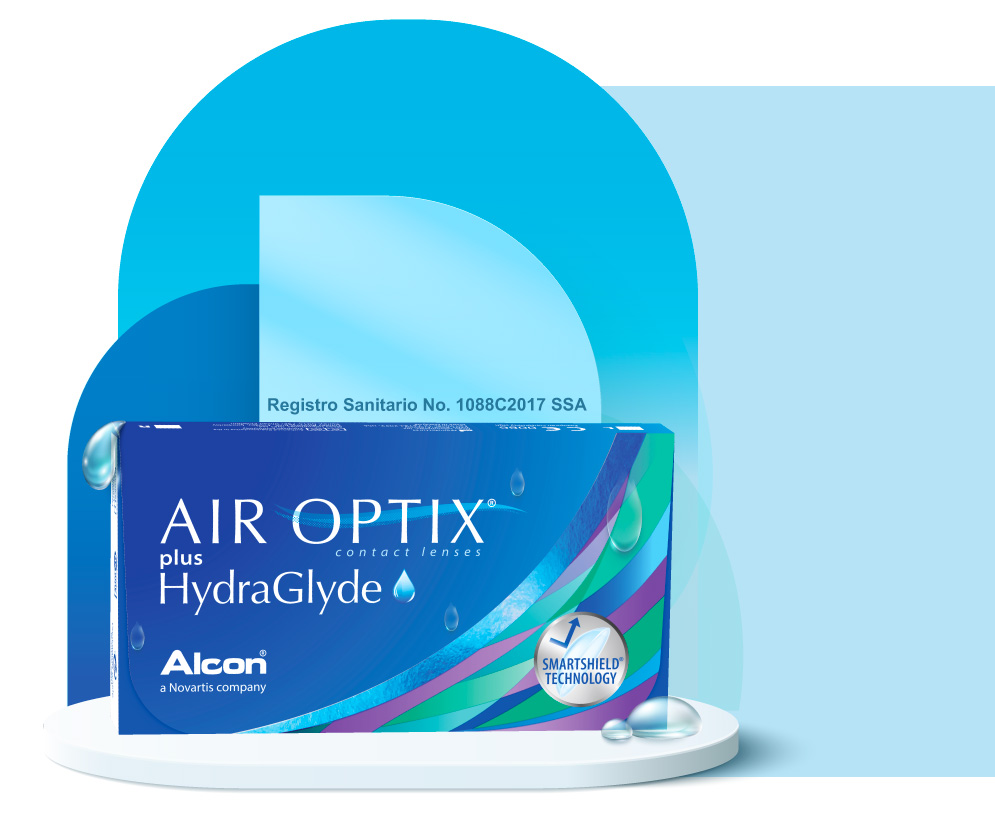 Registro Sanitario No. 1088C2017 SSA
AIR OPTIX®
contact lenses
plus
HydraGlyde
Alcon®
a Novartis company
SMARTSHIELD®
TECHNOLOGY